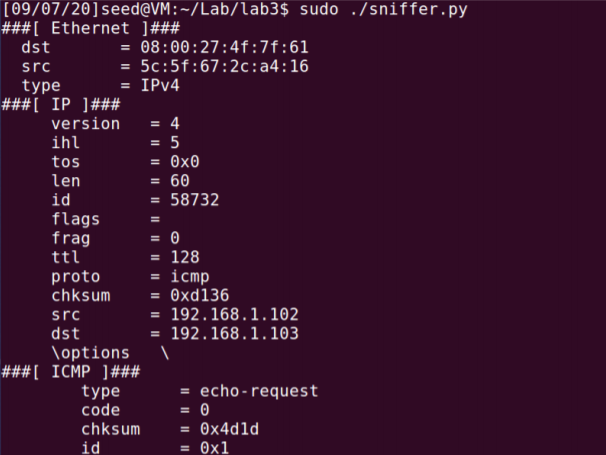 [09/07/20]seed@VM:~/Lab/lab3$ sudo ./sniffer.py
###[ Ethernet ]###
  dst       = 08:00:27:4f:7f:61
  src       = 5c:5f:67:2c:a4:16
  type      = IPv4
###[ IP ]###
     version   = 4
     ihl       = 5
     tos       = 0x0
     len       = 60
     id        = 58732
     flags     =
     frag      = 0
     ttl       = 128
     proto     = icmp
     chksum    = 0xd136
     src       = 192.168.1.102
     dst       = 192.168.1.103
     \options   \
###[ ICMP ]###
        type      = echo-request
        code      = 0
        chksum    = 0x4d1d
        id        = 0x1